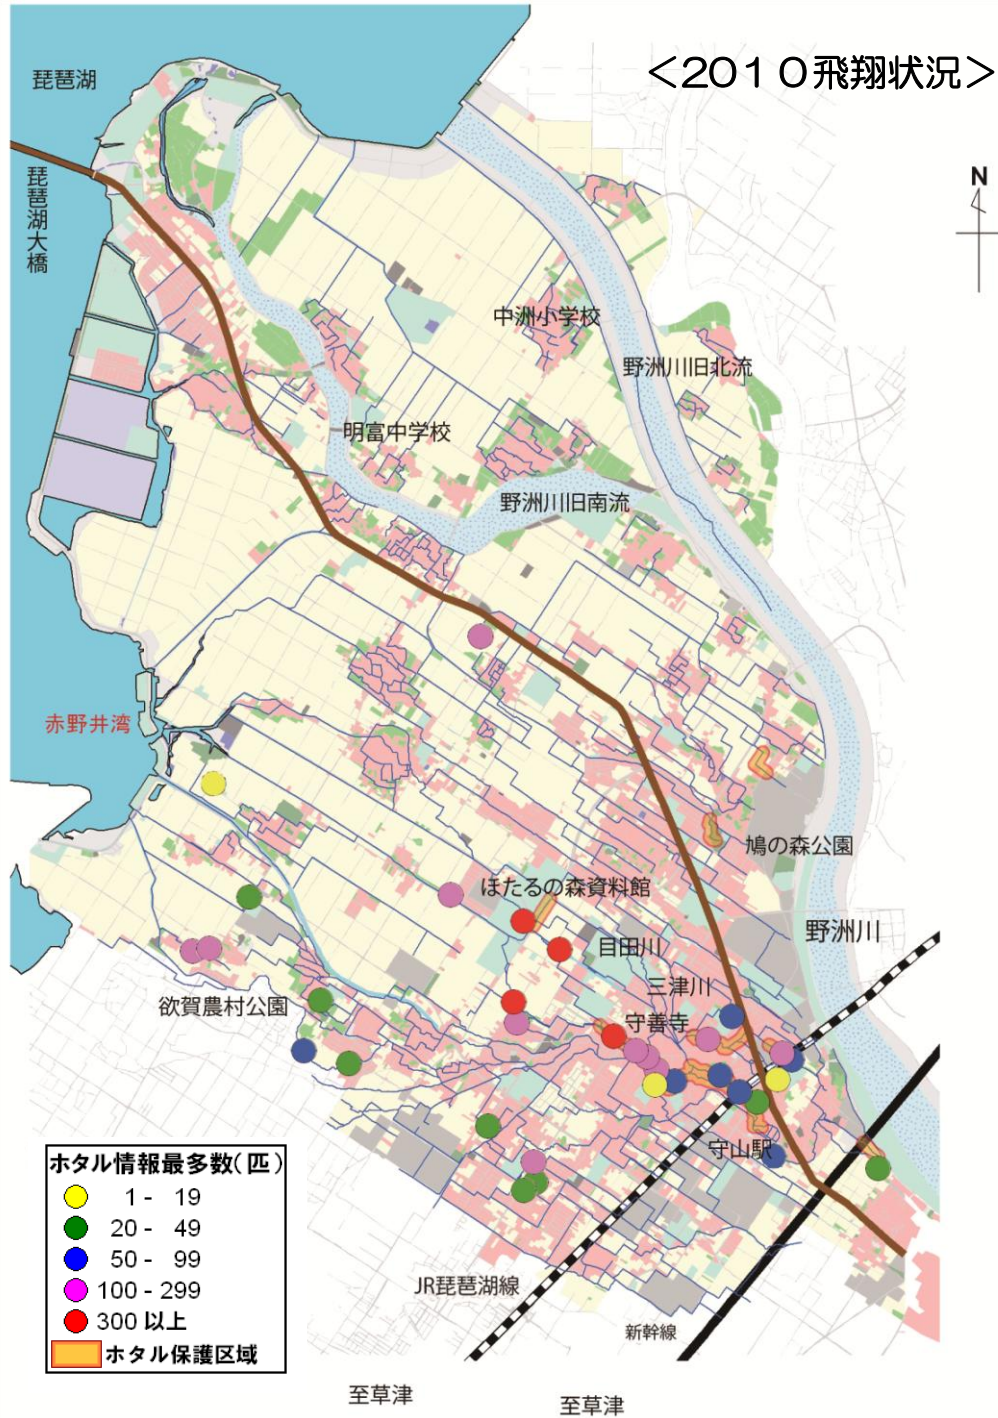 <2010飛翔状況>
琵琶湖
N
琵琶湖大橋
中洲小学校
野洲川旧北流
明富中学校
野洲川旧南流
赤野井湾
鳩の森公園
ほたるの森資料館
野洲川
目田川
三津川
欲賀農村公園
守善寺
守山駅
ホタル情報最多数(匹)
1 - 19
20 - 49
50 - 99
100 - 299
300 以上
ホタル保護区域
JR琵琶湖線
新幹線
至草津
至草津